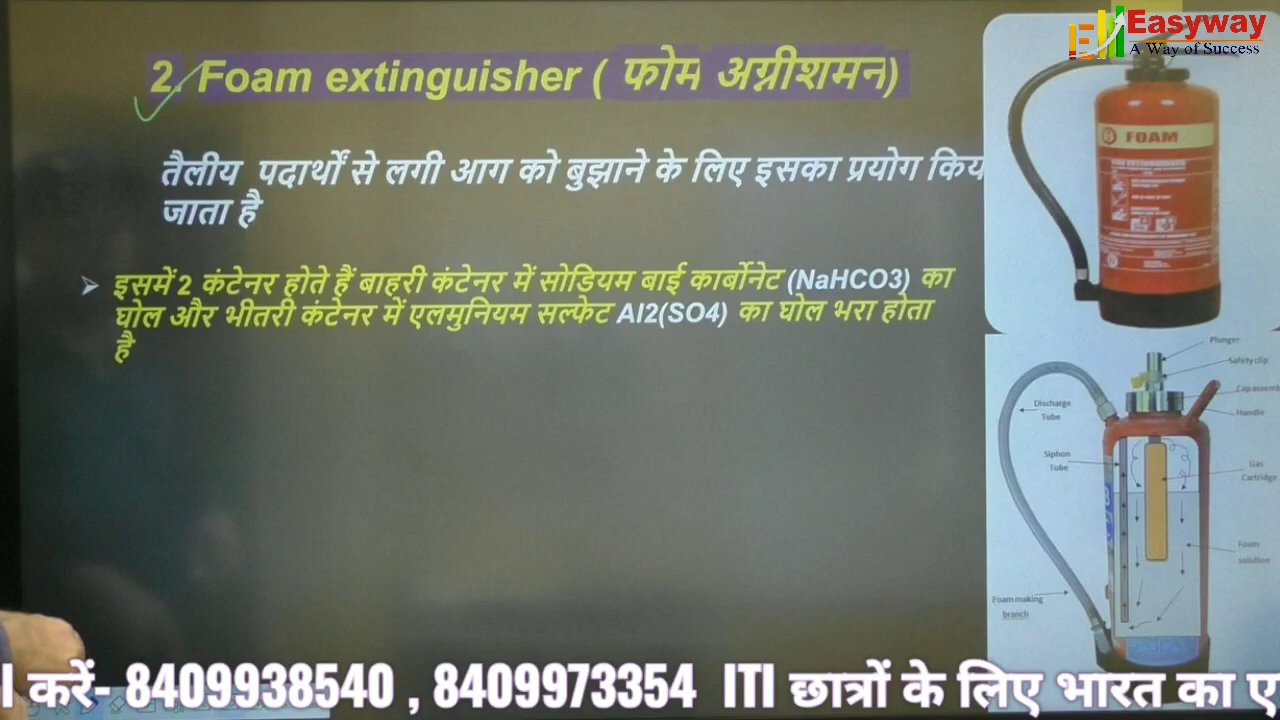 Easyway
A Way of Success
2. Foam extinguisher ( फोम अग्नीशमन)
तैलीय पदार्थों से लगी आग को बुझाने के लिए इसका प्रयोग किय
जाता है
इसमें 2 कंटेनर होते हैं बाहरी कंटेनर में सोडियम बाई कार्बोनेट (NaHCO3) का
घोल और भीतरी कंटेनर में एलमुनियम सल्फेट Al2(SO4) का घोल भरा होता
है
FOAM
Plunger
Safety clip
Cap assemb
Handle
Discharge
Tube
Siphon
Tube
Gas
Cartridge
Foam
solution
Foam making
branch
करें- 8409938540 , 8409973354 ITI छात्रों के लिए भारत का ए